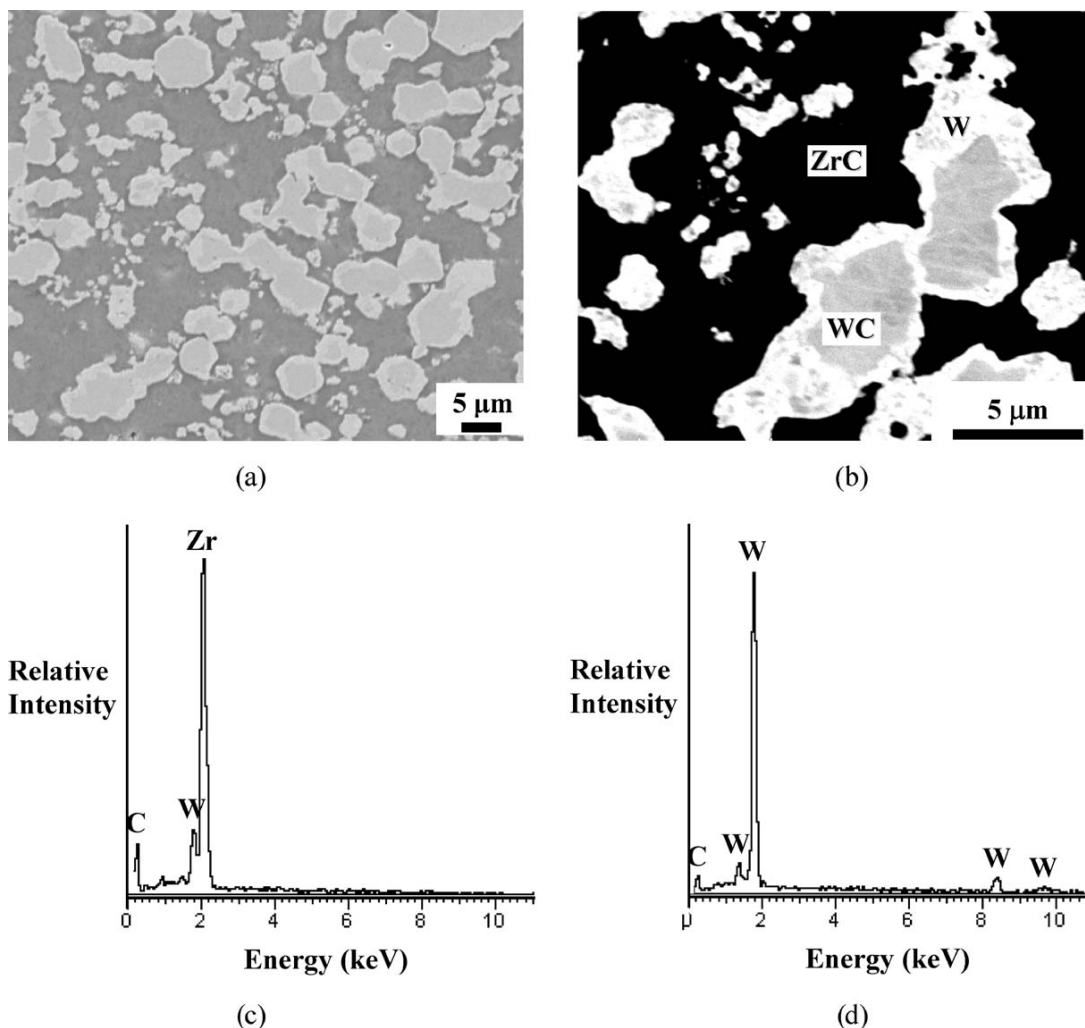 5 μm
W
ZrC
WC
5 μm
(a)
(b)
Zr
Relative
Intensity
W
C
0
2
4
6
8
10
Energy (keV)
(c)
W
Relative
Intensity
C
W
W
W
μ
2
4
6
8
10
Energy (keV)
(d)